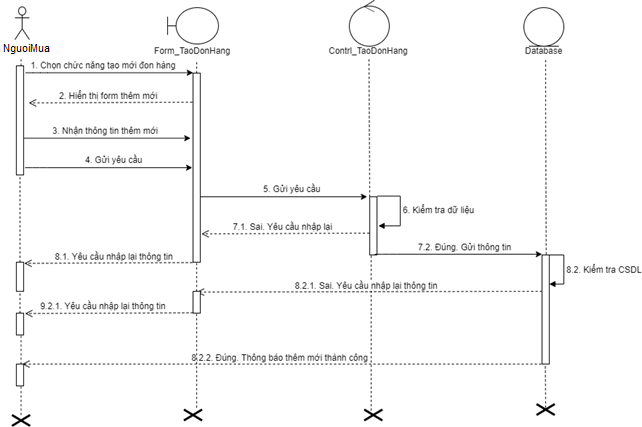 NguoiMua
Form_TaoDonHang
Contrl_TaoDonHang
Database
1. Chọn chức năng tạo mới đơn hàng
2. Hiển thị form thêm mới
3. Nhận thông tin thêm mới
4. Gửi yêu cầu
5. Gửi yêu cầu
6. Kiểm tra dữ liệu
7.1. Sai. Yêu cầu nhập lại
7.2. Đúng. Gửi thông tin
8.1. Yêu cầu nhập lại thông tin
8.2. Kiểm tra CSDL
8.2.1. Sai. Yêu cầu nhập lại thông tin
9.2.1. Yêu cầu nhập lại thông tin
8.2.2. Đúng. Thông báo thêm mới thành công